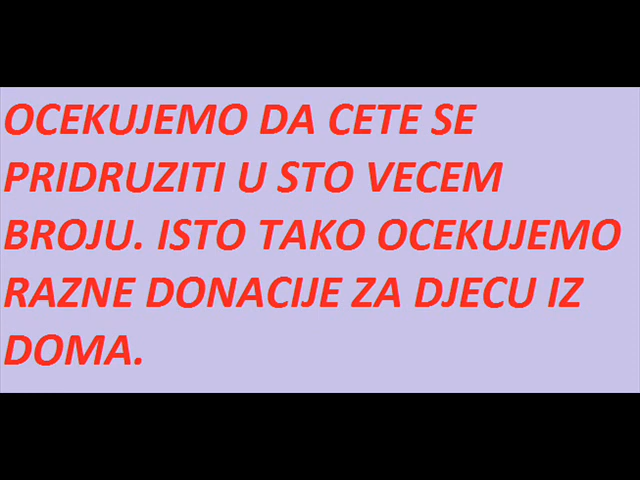 OCEKUJEMO DA CETE SE
PRIDRUZITI U STO VECEM
BROJU. ISTO TAKO OCEKUJEMO
RAZNE DONACIJE ZA DJECU IZ
DOMA.